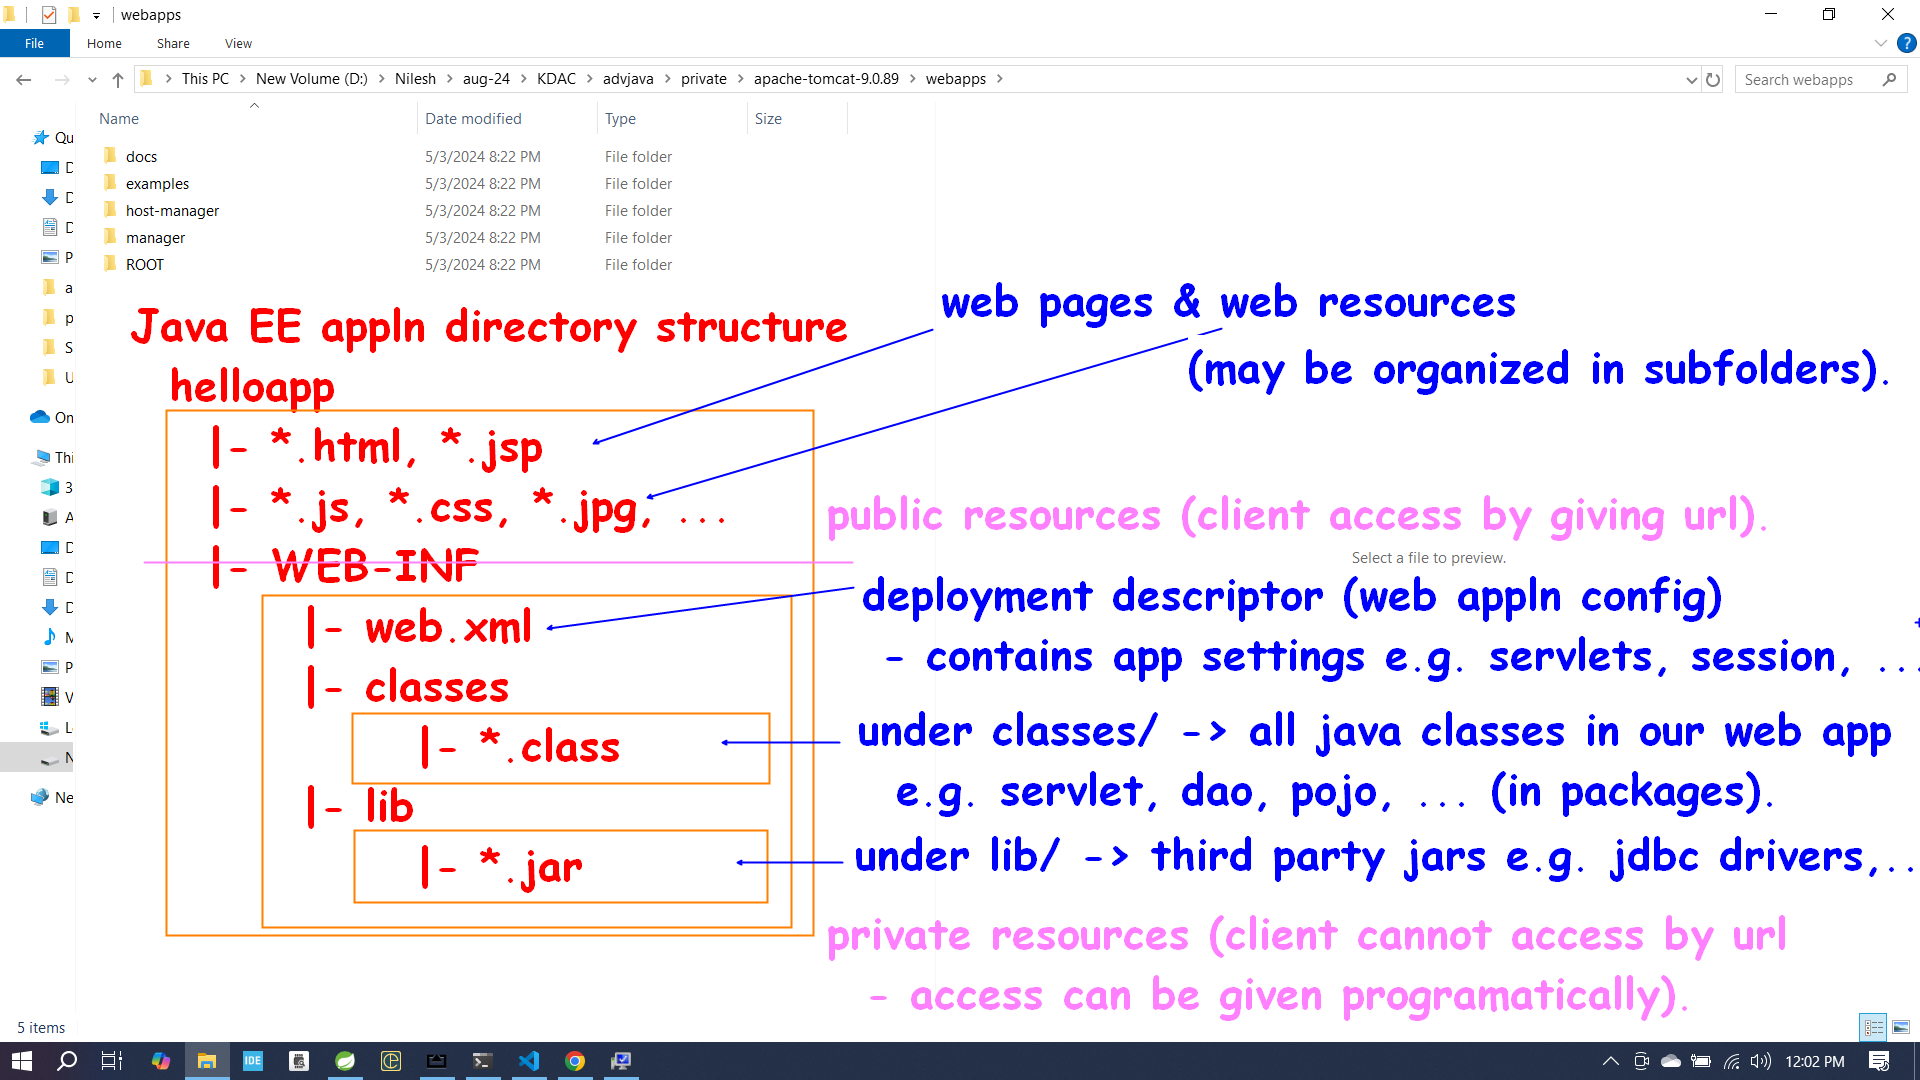 webapps
File Home Share View
This PC > New Volume (D:) > Nilesh > aug-24 > KDAC > advjava > private > apache-tomcat-9.0.89 > webapps >
Search webapps
Name Date modified Type Size
docs 5/3/2024 8:22 PM File folder
examples 5/3/2024 8:22 PM File folder
host-manager 5/3/2024 8:22 PM File folder
manager 5/3/2024 8:22 PM File folder
ROOT 5/3/2024 8:22 PM File folder
Qu
D
D
D
P
a
p
S
U
On
Thi
3
A
D
D
D
M
P
V
Lo
N
Ne
Java EE appln directory structure
helloapp
|- *.html, *.jsp
|- *.js, *.css, *.jpg, ...
|- WEB-INF
|- web.xml
|- classes
|- *.class
|- lib
|- *.jar
web pages & web resources
(may be organized in subfolders).
public resources (client access by giving url).
Select a file to preview.
deployment descriptor (web appln config)
- contains app settings e.g. servlets, session, ...
under classes/ -> all java classes in our web app
e.g. servlet, dao, pojo, ... (in packages).
under lib/ -> third party jars e.g. jdbc drivers,..
private resources (client cannot access by url
- access can be given programatically).
5 items
IDE
12:02 PM